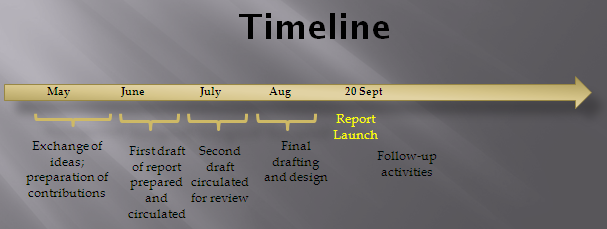 Timeline
May June July Aug 20 Sept
Report
Launch
Exchange of
ideas;
preparation of
contributions
First draft
of report
prepared
and
circulated
Second
draft
circulated
for review
Final
drafting
and design
Follow-up
activities